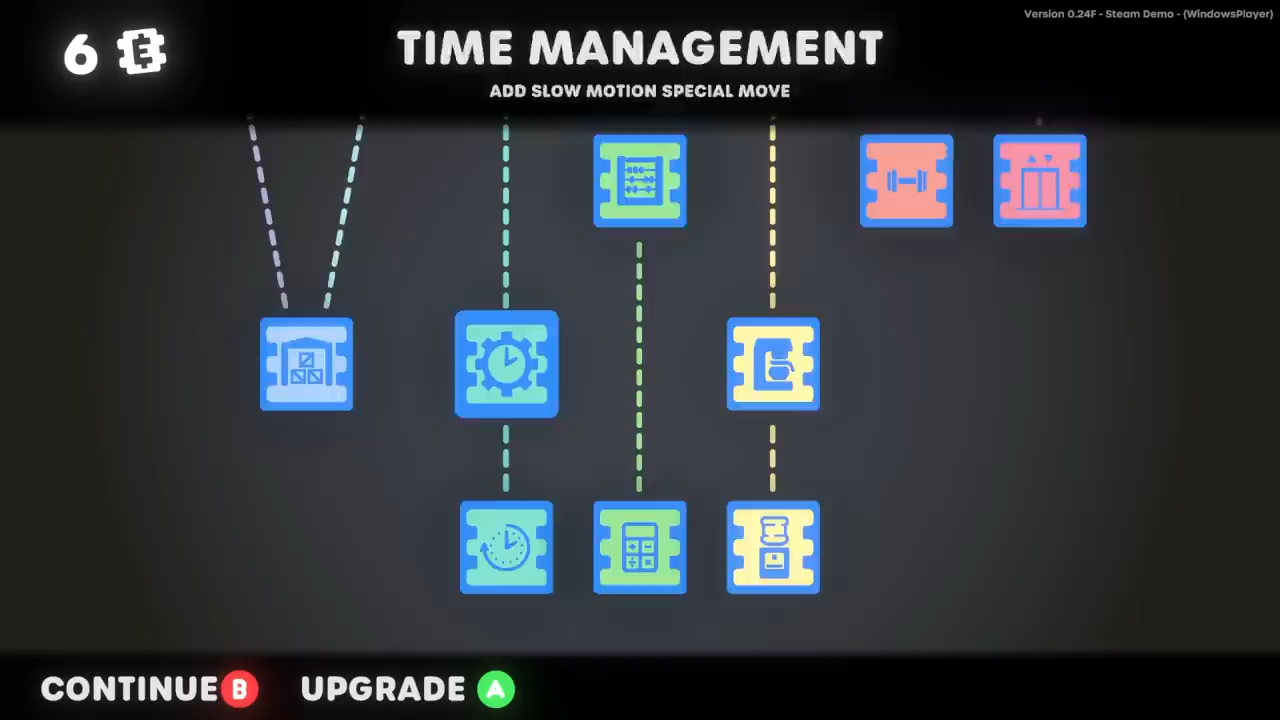 Version 0.24F - Steam Demo - (WindowsPlayer)
6 E
TIME MANAGEMENT
ADD SLOW MOTION SPECIAL MOVE
CONTINUE B UPGRADE A